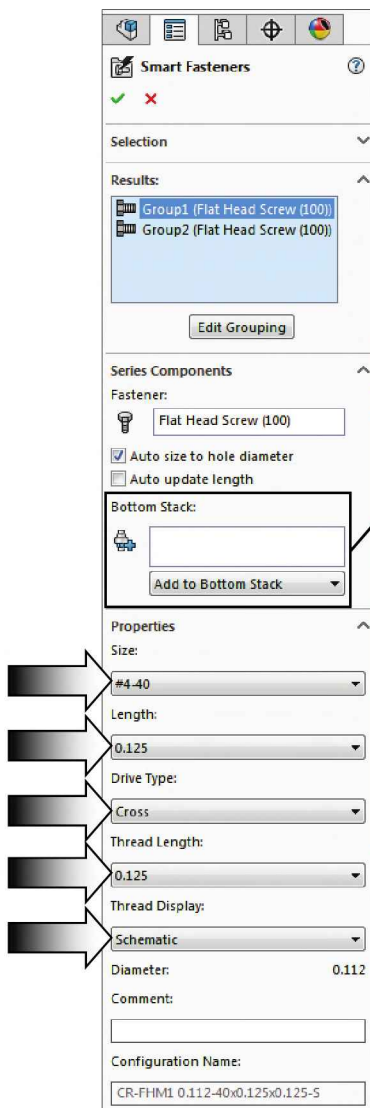 Smart Fasteners
Selection
Results:
Group1 (Flat Head Screw (100))
Group2 (Flat Head Screw (100))
Edit Grouping
Series Components
Fastener:
Flat Head Screw (100)
Auto size to hole diameter
Auto update length
Bottom Stack:
Add to Bottom Stack
Properties
Size:
#4-40
Length:
0.125
Drive Type:
Cross
Thread Length:
0.125
Thread Display:
Schematic
Diameter: 0.112
Comment:
Configuration Name:
CR-FHM1 0.112-40x0.125x0.125-S